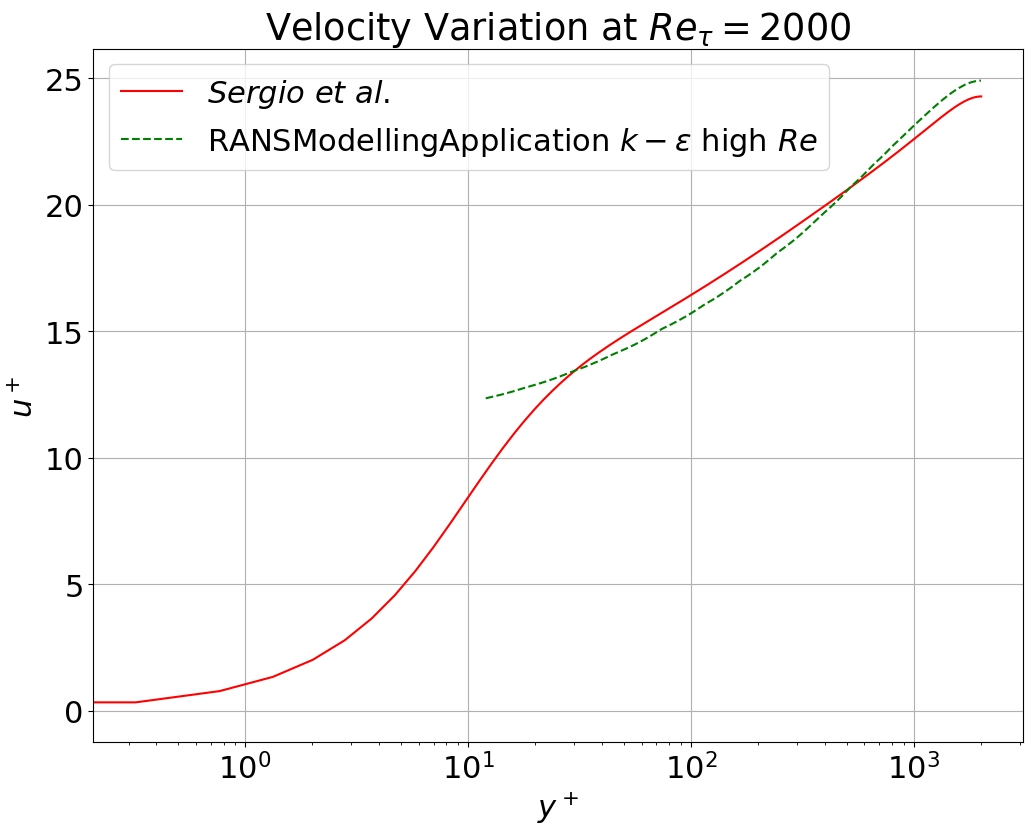 Velocity Variation at $Re_\tau = 2000$
Sergio et al.
RANSModellingApplication $k - \varepsilon$ high $Re$
25
20
15
10
5
0
$u^+$
$10^0$ $10^1$ $10^2$ $10^3$
$y^+$